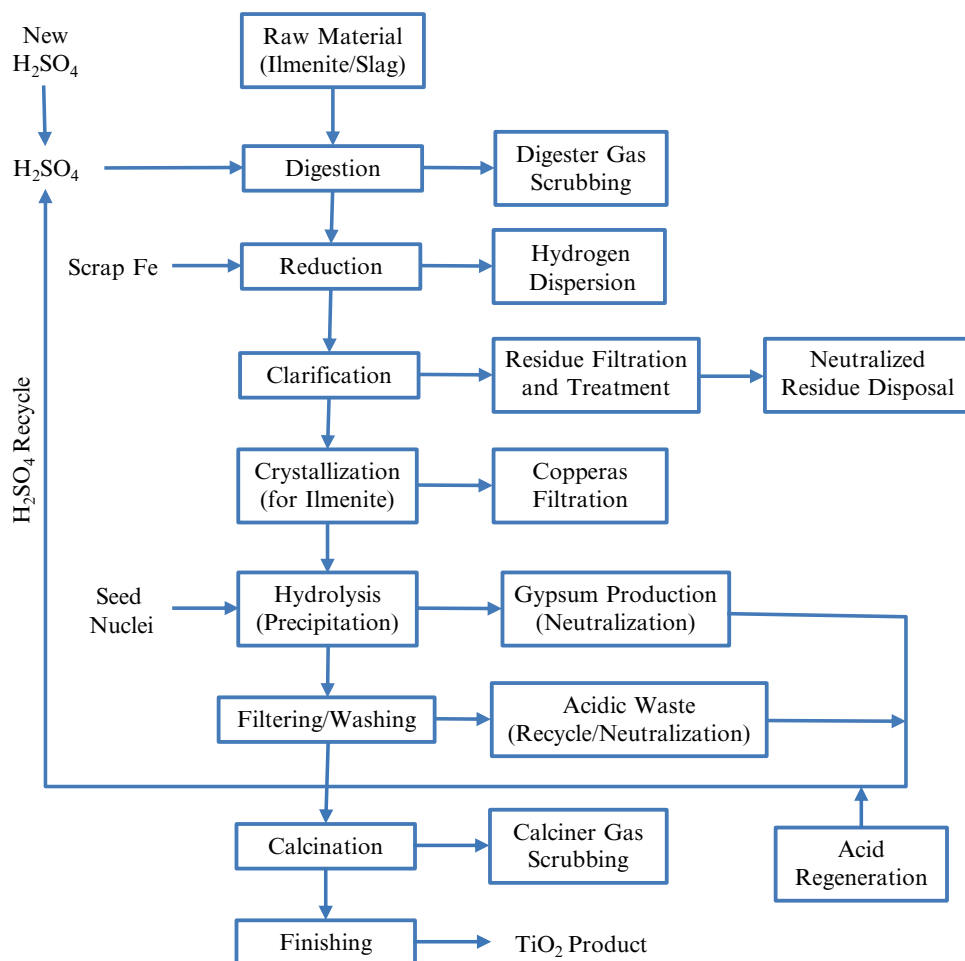 New
H₂SO₄
Raw Material
(Ilmenite/Slag)
H₂SO₄
Digestion
Digester Gas
Scrubbing
Scrap Fe
Reduction
Hydrogen
Dispersion
Clarification
Residue Filtration
and Treatment
Neutralized
Residue Disposal
H₂SO₄ Recycle
Crystallization
(for Ilmenite)
Copperas
Filtration
Seed
Nuclei
Hydrolysis
(Precipitation)
Gypsum Production
(Neutralization)
Filtering/Washing
Acidic Waste
(Recycle/Neutralization)
Calcination
Calciner Gas
Scrubbing
Acid
Regeneration
Finishing
TiO₂ Product